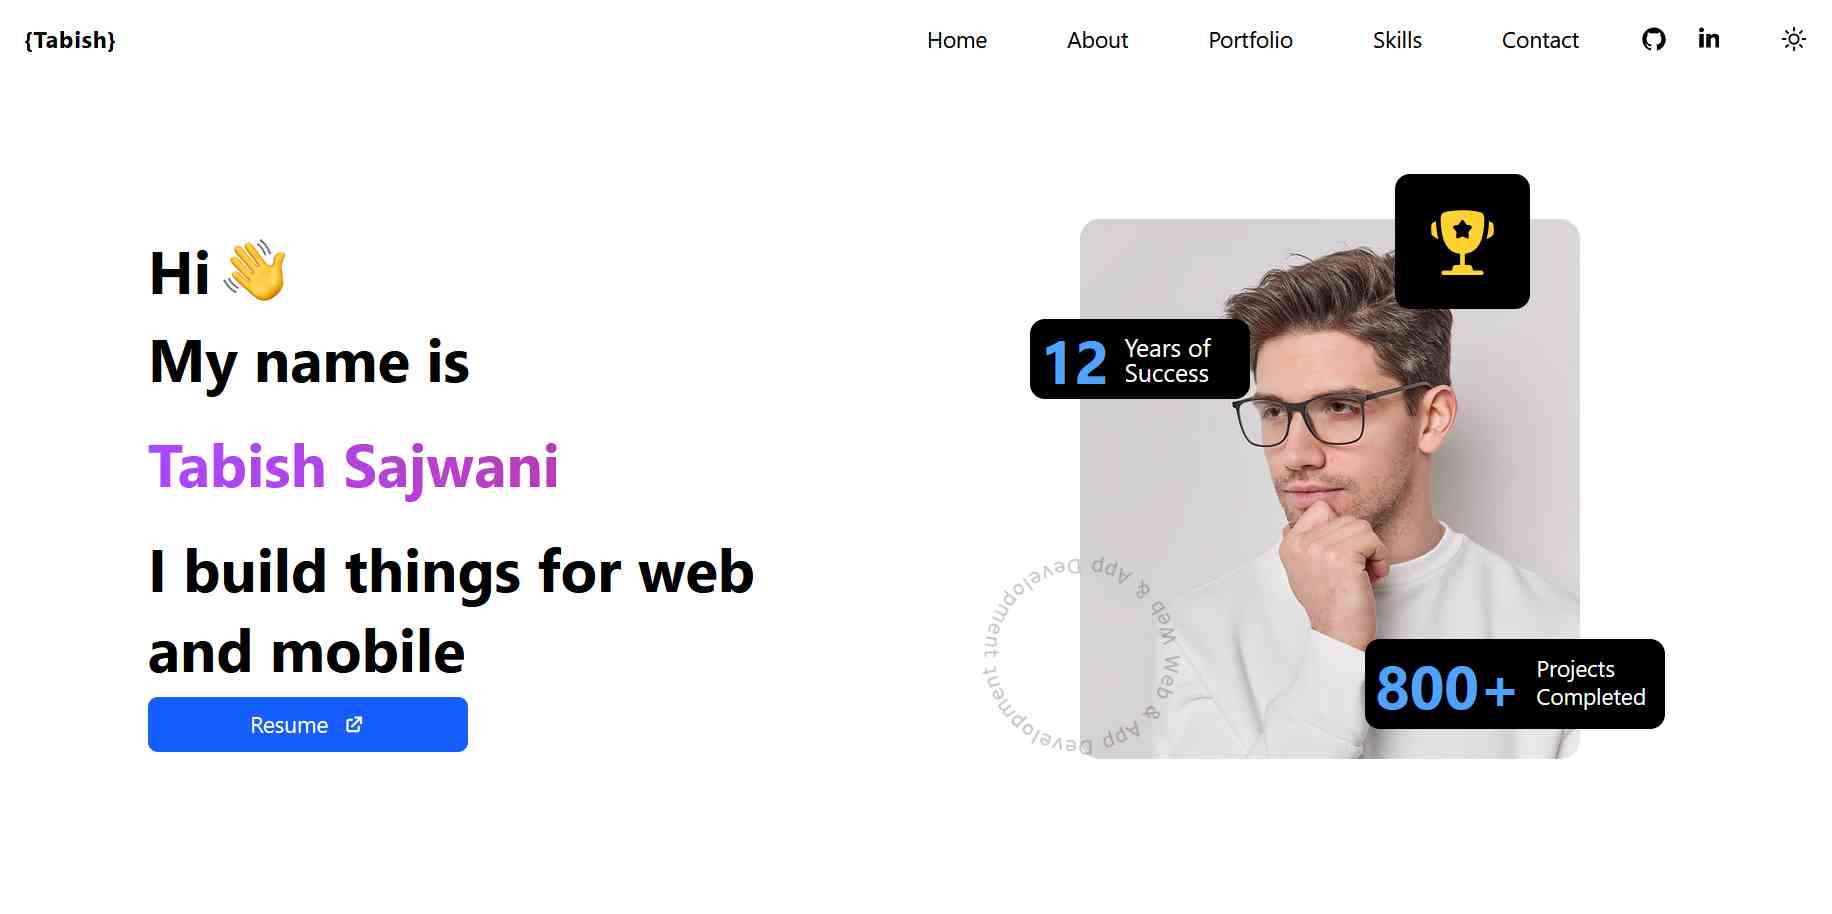 {Tabish}
Home
About
Portfolio
Skills
Contact
in
Hi 👋
My name is
Tabish Sajwani
I build things for web
and mobile
Resume
12
Years of
Success
Web & App Development
Web & App Development
800+
Projects
Completed